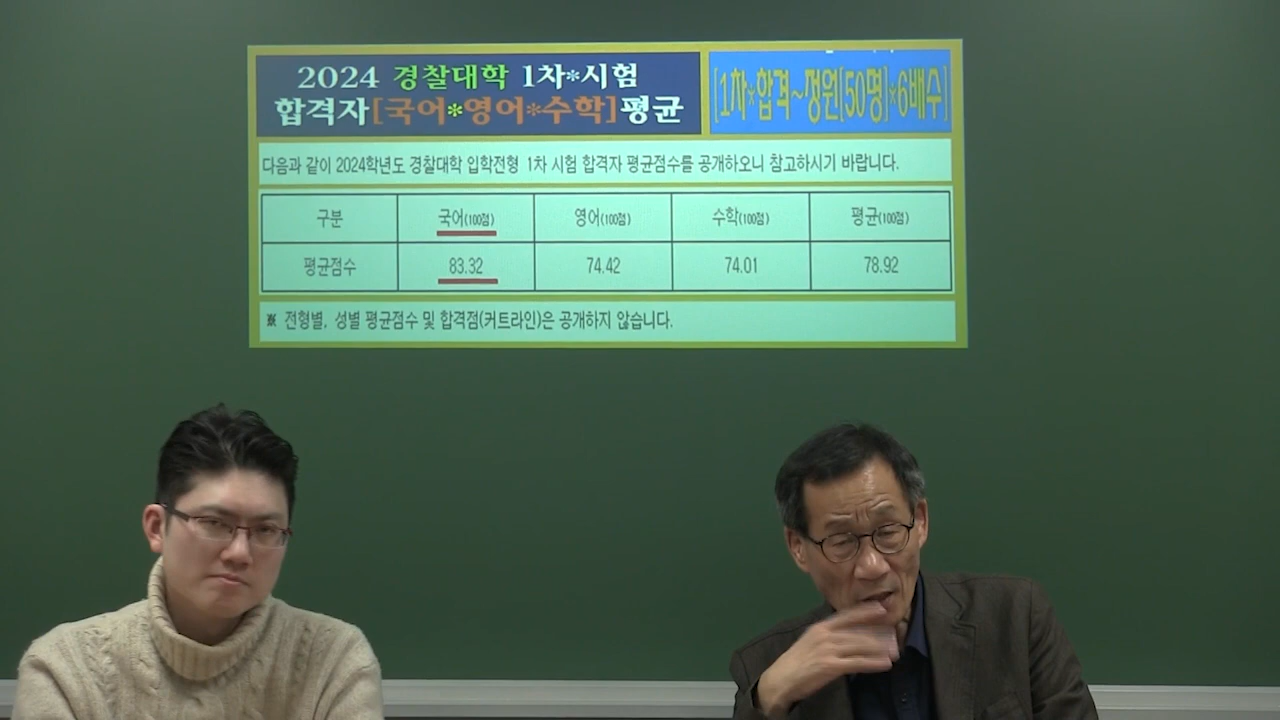 2024 경찰대학 1차*시험
합격자[국어*영어*수학]평균
[1차*합격~정원[50명]*6배수]
다음과 같이 2024학년도 경찰대학 입학전형 1차 시험 합격자 평균점수를 공개하오니 참고하시기 바랍니다.
구분 국어(100점) 영어(100점) 수학(100점) 평균(100점)
평균점수 83.32 74.42 74.01 78.92
※ 전형별, 성별 평균점수 및 합격점(커트라인)은 공개하지 않습니다.